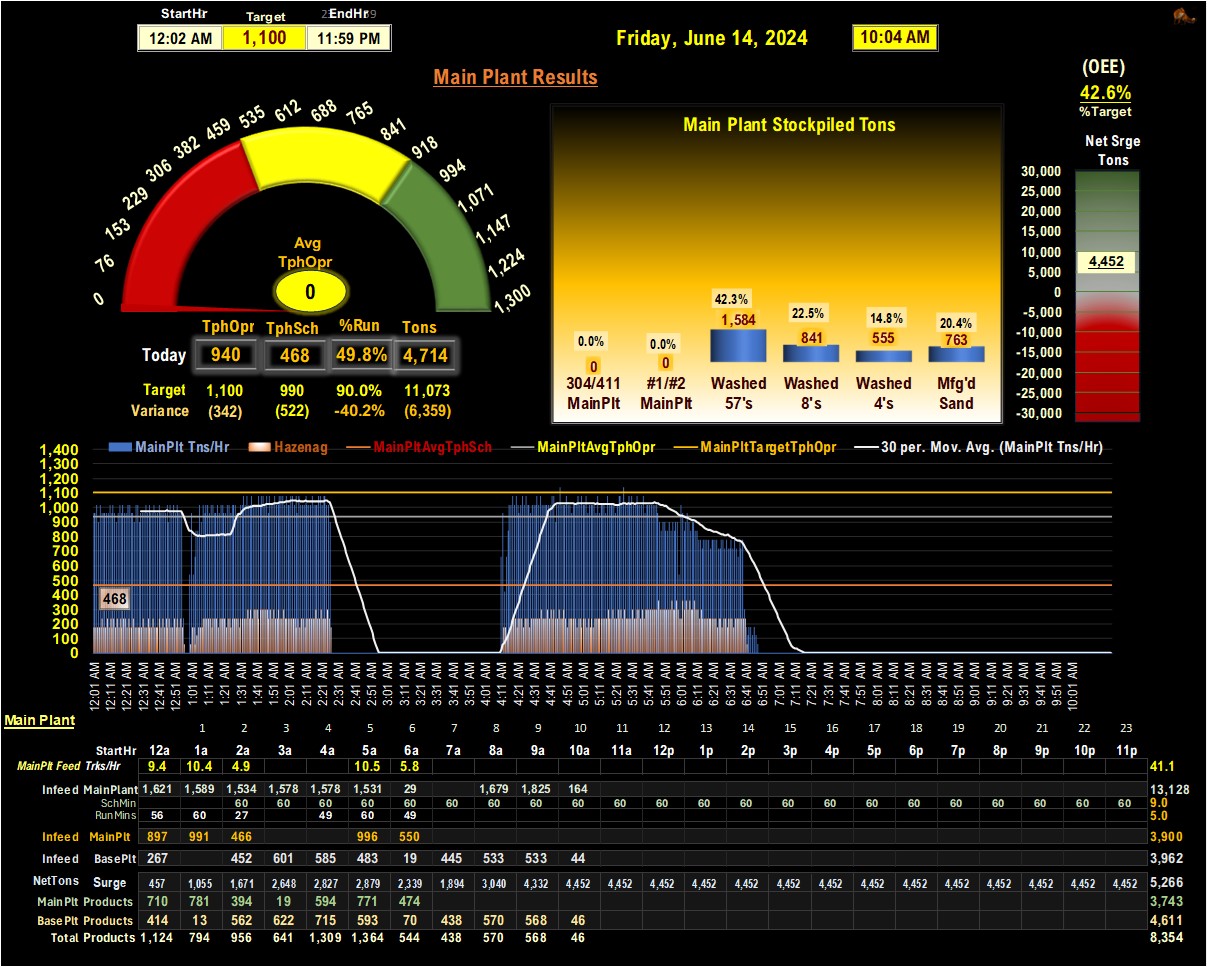 StartHr Target EndHr
12:02 AM 1,100 11:59 PM
Friday, June 14, 2024 10:04 AM
Main Plant Results
(OEE)
42.6%
%Target
Net Srge
Tons
30,000
25,000
20,000
15,000
10,000
5,000
0
-5,000
-10,000
-15,000
-20,000
-25,000
-30,000
4,452
0 76 153 229 306 382 459 535 612 688 765 841 918 994 1,071 1,147 1,224 1,300
Avg
TphOpr
0
TphOpr TphSch %Run Tons
Today 940 468 49.8% 4,714
Target 1,100 990 90.0% 11,073
Variance (342) (522) -40.2% (6,359)
Main Plant Stockpiled Tons
0.0% 0.0% 42.3% 22.5% 14.8% 20.4%
0 0 1,584 841 555 763
304/411 #1/#2 Washed Washed Washed Mfg'd
MainPlt MainPlt 57's 8's 4's Sand
MainPlt Tns/Hr Hazenag MainPltAvgTphSch MainPltAvgTphOpr MainPltTargetTphOpr 30 per. Mov. Avg. (MainPlt Tns/Hr)
1,400
1,300
1,200
1,100
1,000
900
800
700
600
500
400
300
200
100
0
468
12:01 AM 12:11 AM 12:21 AM 12:31 AM 12:41 AM 12:51 AM 1:01 AM 1:11 AM 1:21 AM 1:31 AM 1:41 AM 1:51 AM 2:01 AM 2:11 AM 2:21 AM 2:31 AM 2:41 AM 2:51 AM 3:01 AM 3:11 AM 3:21 AM 3:31 AM 3:41 AM 3:51 AM 4:01 AM 4:11 AM 4:21 AM 4:31 AM 4:41 AM 4:51 AM 5:01 AM 5:11 AM 5:21 AM 5:31 AM 5:41 AM 5:51 AM 6:01 AM 6:11 AM 6:21 AM 6:31 AM 6:41 AM 6:51 AM 7:01 AM 7:11 AM 7:21 AM 7:31 AM 7:41 AM 7:51 AM 8:01 AM 8:11 AM 8:21 AM 8:31 AM 8:41 AM 8:51 AM 9:01 AM 9:11 AM 9:21 AM 9:31 AM 9:41 AM 9:51 AM 10:01 AM
Main Plant
1 2 3 4 5 6 7 8 9 10 11 12 13 14 15 16 17 18 19 20 21 22 23
StartHr 12a 1a 2a 3a 4a 5a 6a 7a 8a 9a 10a 11a 12p 1p 2p 3p 4p 5p 6p 7p 8p 9p 10p 11p
MainPlt Feed Trks/Hr 9.4 10.4 4.9 10.5 5.8 41.1
Infeed MainPlant 1,621 1,589 1,534 1,578 1,578 1,531 29 1,679 1,825 164 13,128
SchMin 60 60 60 60 60 60 60 60 60 60 60 60 60 60 60 60 60 60 60 60 60 60 9.0
RunMins 56 60 27 49 60 49 5.0
Infeed MainPlt 897 991 466 996 550 3,900
Infeed BasePlt 267 452 601 585 483 19 445 533 533 44 3,962
NetTons Surge 457 1,055 1,671 2,648 2,827 2,879 2,339 1,894 3,040 4,332 4,452 4,452 4,452 4,452 4,452 4,452 4,452 4,452 4,452 4,452 4,452 4,452 4,452 4,452 5,266
MainPlt Products 710 781 394 19 594 771 474 3,743
BasePlt Products 414 13 562 622 715 593 70 438 570 568 46 4,611
Total Products 1,124 794 956 641 1,309 1,364 544 438 570 568 46 8,354